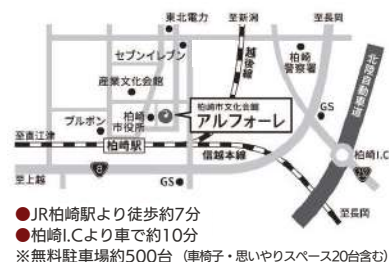 東北電力
至新潟
至長岡
セブンイレブン
越後線
柏崎
警察署
北陸自動車道
産業文化会館
柏崎市文化会館
アルフォーレ
GS
ブルボン
柏崎
市役所
至直江津
柏崎駅
信越本線
柏崎I.C
8
至上越
GS
至長岡
●JR柏崎駅より徒歩約7分
●柏崎I.Cより車で約10分
※無料駐車場約500台（車椅子・思いやりスペース20台含む）